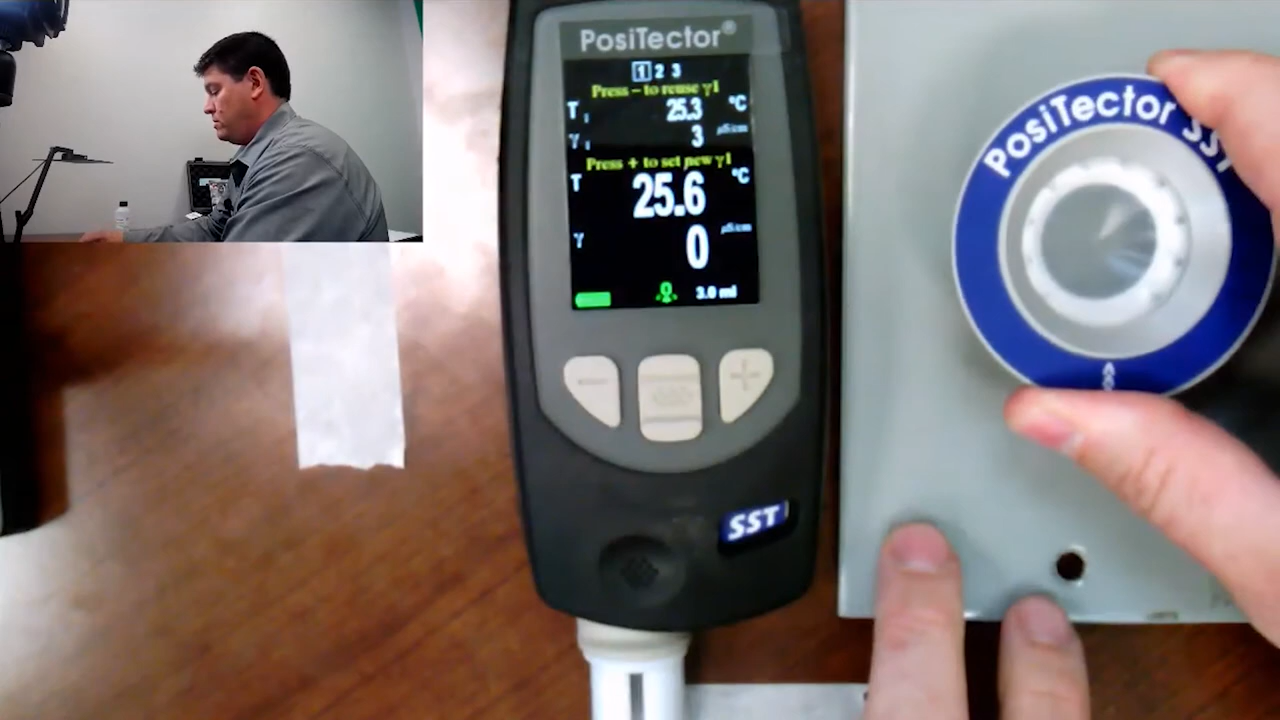 PosiTector®
1 2 3
Press – to reuse γ1
T1 25.3 °C
γ1 3 µS/cm
Press + to set new γ1
T 25.6 °C
γ 0 µS/cm
3.0 ml
SST
PosiTector SST